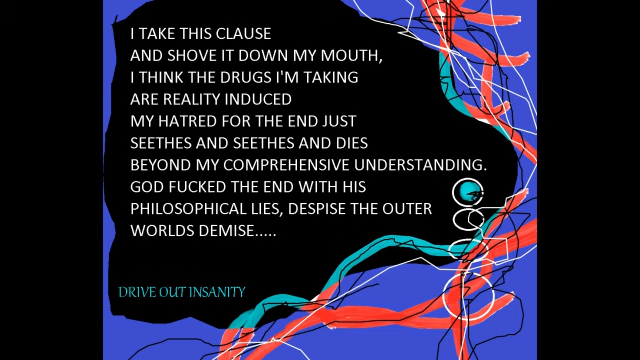 I TAKE THIS CLAUSE
AND SHOVE IT DOWN MY MOUTH,
I THINK THE DRUGS I'M TAKING
ARE REALITY INDUCED
MY HATRED FOR THE END JUST
SEETHES AND SEETHES AND DIES
BEYOND MY COMPREHENSIVE UNDERSTANDING.
GOD FUCKED THE END WITH HIS
PHILOSOPHICAL LIES, DESPISE THE OUTER
WORLDS DEMISE.....
DRIVE OUT INSANITY